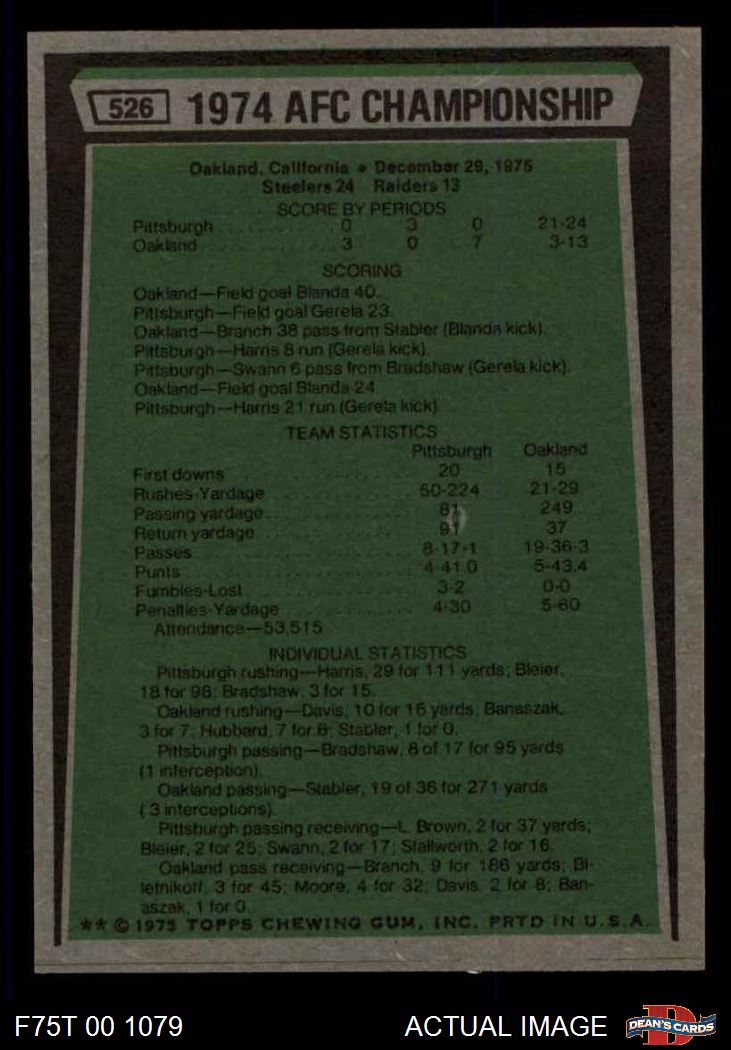 526 1974 AFC CHAMPIONSHIP
Oakland, California • December 29, 1975
Steelers 24 Raiders 13
SCORE BY PERIODS
Pittsburgh ............ 0 3 0 21-24
Oakland ............ 3 0 7 3-13
SCORING
Oakland—Field goal Blanda 40.
Pittsburgh—Field goal Gerela 23.
Oakland—Branch 38 pass from Stabler (Blanda kick).
Pittsburgh—Harris 8 run (Gerela kick).
Pittsburgh—Swann 6 pass from Bradshaw (Gerela kick).
Oakland—Field goal Blanda 24
Pittsburgh—Harris 21 run (Gerela kick)
TEAM STATISTICS
Pittsburgh Oakland
First downs ............ 20 15
Rushes-Yardage ............ 50-224 21-29
Passing yardage ............ 81 249
Return yardage ............ 91 37
Passes ............ 8-17-1 19-36-3
Punts ............ 4-41.0 5-43.4
Fumbles-Lost ............ 3-2 0-0
Penalties-Yardage ............ 4-30 5-60
Attendance—53,515
INDIVIDUAL STATISTICS
Pittsburgh rushing—Harris, 29 for 111 yards; Bleier,
18 for 98; Bradshaw, 3 for 15.
Oakland rushing—Davis, 10 for 16 yards; Banaszak,
3 for 7; Hubbard, 7 for 6; Stabler, 1 for 0.
Pittsburgh passing—Bradshaw, 8 of 17 for 95 yards
(1 interception).
Oakland passing—Stabler, 19 of 36 for 271 yards
( 3 interceptions).
Pittsburgh passing receiving—L. Brown, 2 for 37 yards;
Bleier, 2 for 25; Swann, 2 for 17; Stallworth, 2 for 16.
Oakland pass receiving—Branch, 9 for 186 yards; Bi-
letnikoff, 3 for 45; Moore, 4 for 32; Davis, 2 for 8; Ban-
aszak, 1 for 0.
** © 1975 TOPPS CHEWING GUM, INC. PRTD IN U.S.A.
F75T 00 1079 ACTUAL IMAGE D DEAN'S CARDS